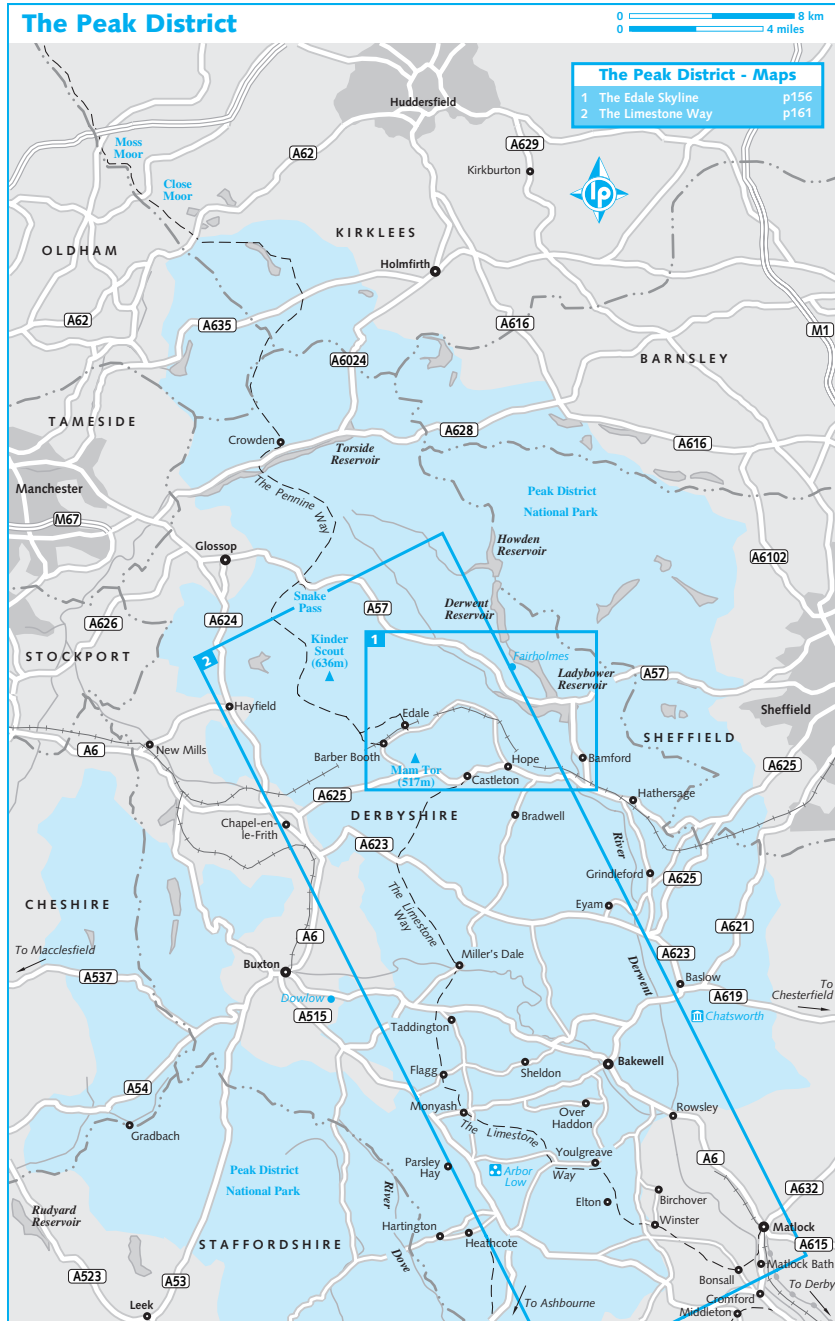 The Peak District
0 8 km
0 4 miles
The Peak District - Maps
1 The Edale Skyline p156
2 The Limestone Way p161
Huddersfield
Moss
Moor
A62
A629
Kirkburton
Close
Moor
lp
KIRKLEES
OLDHAM
Holmfirth
A62
A635
A616
M1
A6024
BARNSLEY
TAMESIDE
Crowden
A628
A616
Torside
Reservoir
Manchester
The Pennine Way
Peak District
National Park
M67
Howden
Reservoir
Glossop
A6102
Snake
Pass
A57
Derwent
Reservoir
A624
A626
1
Kinder
Scout
(636m)
STOCKPORT
2
Fairholmes
Ladybower
Reservoir
A57
Hayfield
Edale
Sheffield
SHEFFIELD
A6
New Mills
Barber Booth
Hope
Bamford
Mam Tor
(517m)
Castleton
A625
Hathersage
A625
DERBYSHIRE
Bradwell
Chapel-en-
le-Frith
A623
River
Grindleford
A625
The Limestone
Way
CHESHIRE
Eyam
A621
A6
To Macclesfield
A623
Miller's Dale
Buxton
Derwent
A537
Baslow
To
Chesterfield
Dowlow
A619
A515
Chatsworth
Taddington
Bakewell
Sheldon
Flagg
A54
Monyash
Over
Haddon
Rowsley
Gradbach
The Limestone
A6
Youlgreave
Parsley
Hay
Arbor
Low
Way
Peak District
National Park
A632
River
Birchover
Elton
Rudyard
Reservoir
Winster
Matlock
Hartington
STAFFORDSHIRE
Heathcote
A615
Dove
Matlock Bath
A523
A53
Bonsall
To Derby
Cromford
Leek
To Ashbourne
Middleton